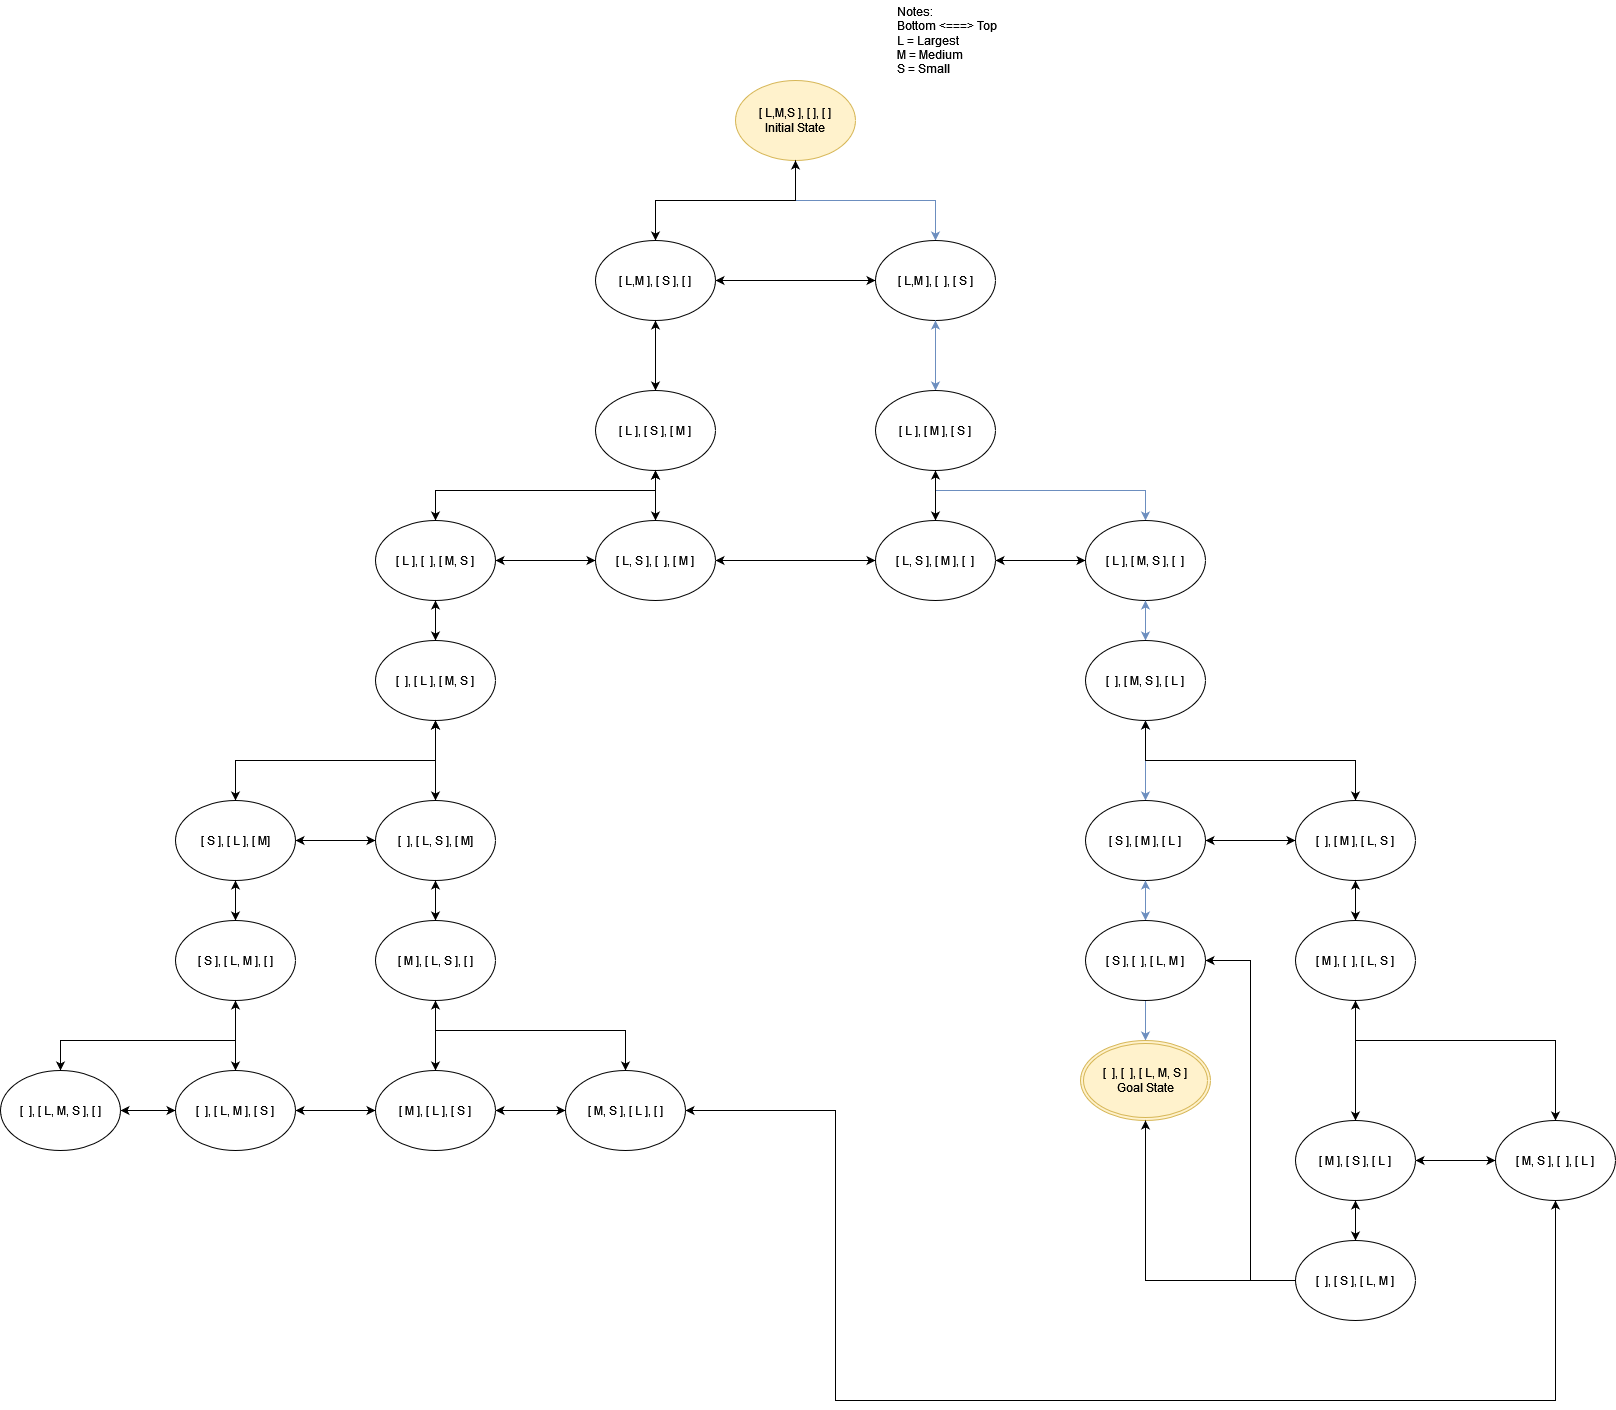 Notes:
Bottom <===> Top
L = Largest
M = Medium
S = Small
[ L,M,S ], [ ], [ ]
Initial State
[ L,M ], [ S ], [ ]
[ L,M ], [ ], [ S ]
[ L ], [ S ], [ M ]
[ L ], [ M ], [ S ]
[ L ], [ ], [ M, S ]
[ L, S ], [ ], [ M ]
[ L, S ], [ M ], [ ]
[ L ], [ M, S ], [ ]
[ ], [ L ], [ M, S ]
[ ], [ M, S ], [ L ]
[ S ], [ L ], [ M]
[ ], [ L, S ], [ M]
[ S ], [ M ], [ L ]
[ ], [ M ], [ L, S ]
[ S ], [ L, M ], [ ]
[ M ], [ L, S ], [ ]
[ S ], [ ], [ L, M ]
[ M ], [ ], [ L, S ]
[ ], [ ], [ L, M, S ]
Goal State
[ ], [ L, M, S ], [ ]
[ ], [ L, M ], [ S ]
[ M ], [ L ], [ S ]
[ M, S ], [ L ], [ ]
[ M ], [ S ], [ L ]
[ M, S ], [ ], [ L ]
[ ], [ S ], [ L, M ]